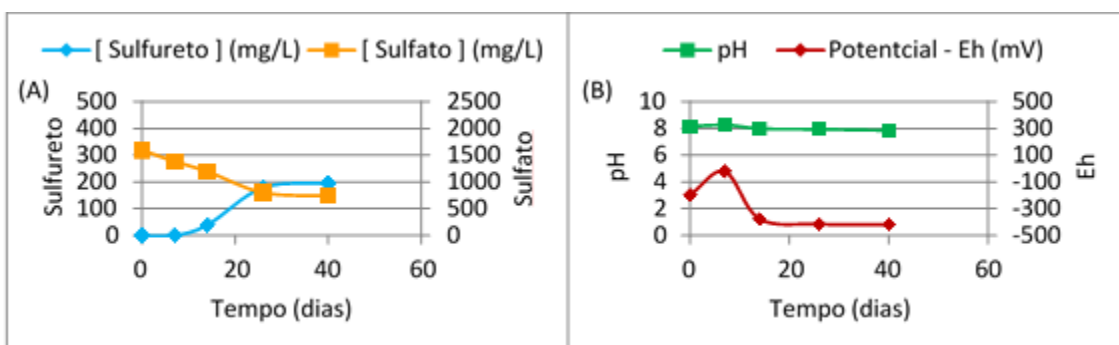 [ Sulfureto ] (mg/L) [ Sulfato ] (mg/L)
(A)
500
400
300
200
100
0
Sulfureto
2500
2000
1500
1000
500
0
Sulfato
0 20 40 60
Tempo (dias)
pH Potentcial - Eh (mV)
(B)
10
8
6
4
2
0
pH
500
300
100
-100
-300
-500
Eh
0 20 40 60
Tempo (dias)